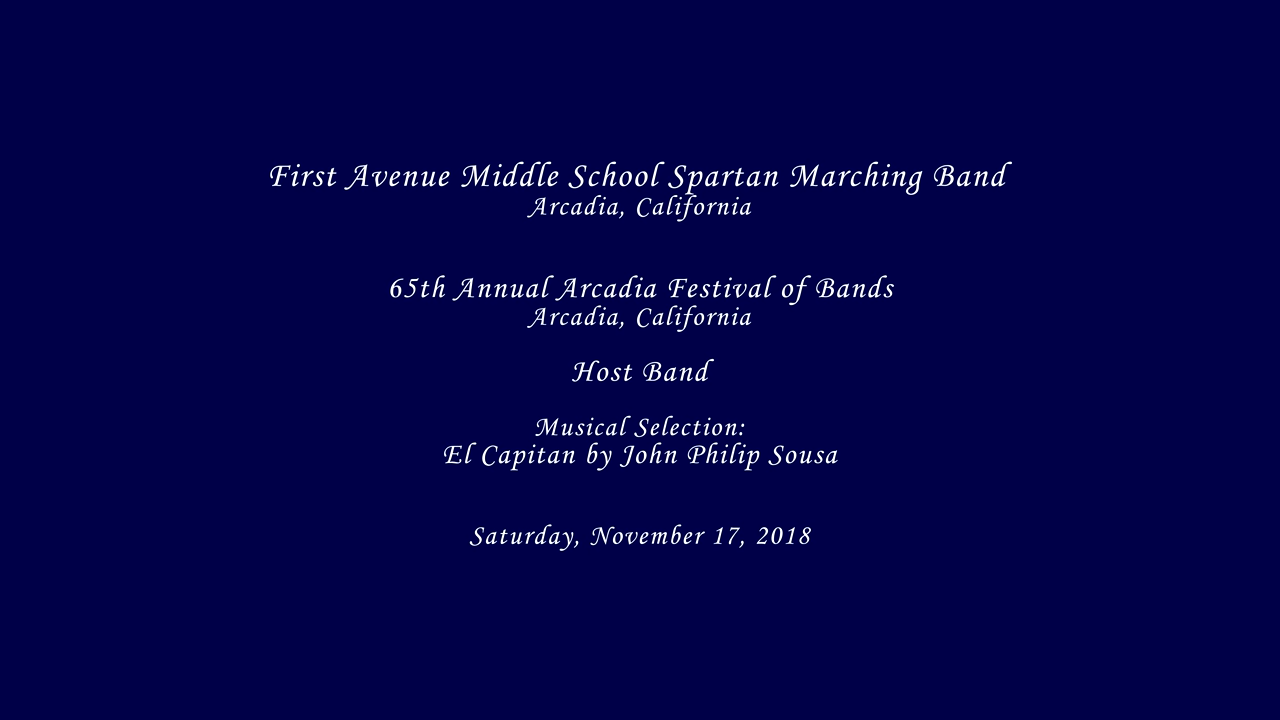 First Avenue Middle School Spartan Marching Band
Arcadia, California
65th Annual Arcadia Festival of Bands
Arcadia, California
Host Band
Musical Selection:
El Capitan by John Philip Sousa
Saturday, November 17, 2018